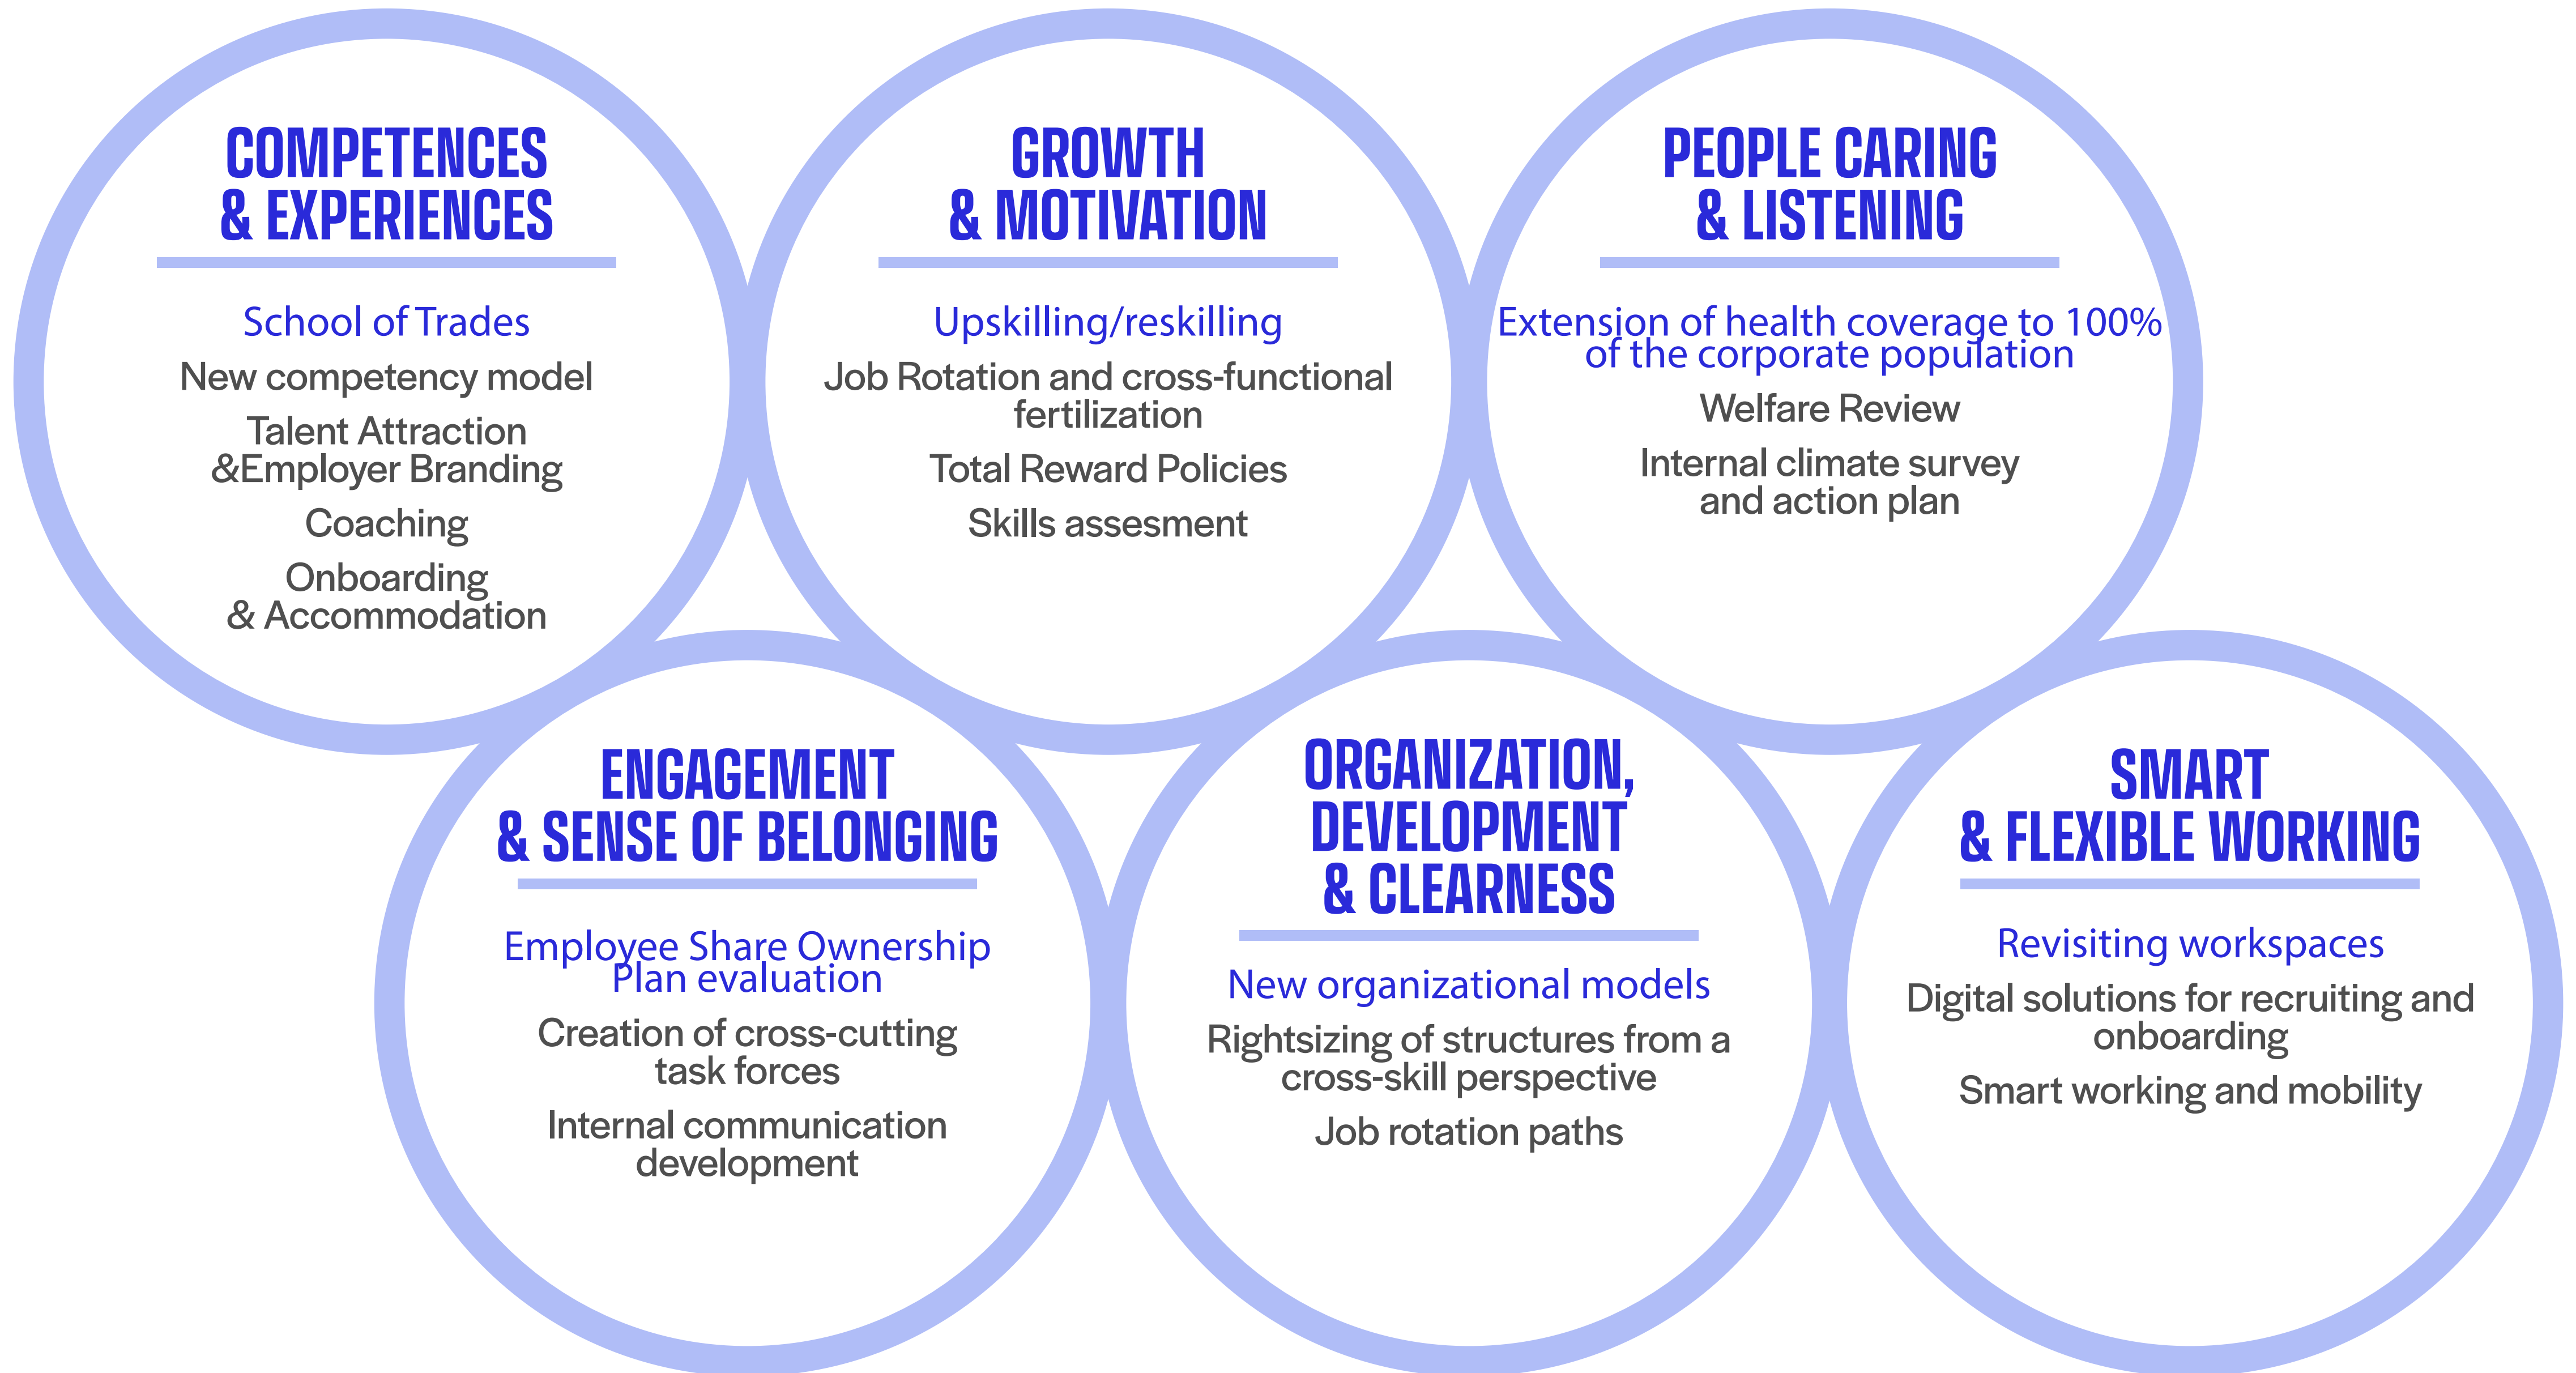 COMPETENCES
& EXPERIENCES
School of Trades
New competency model
Talent Attraction
&Employer Branding
Coaching
Onboarding
& Accommodation
GROWTH
& MOTIVATION
Upskilling/reskilling
Job Rotation and cross-functional
fertilization
Total Reward Policies
Skills assesment
PEOPLE CARING
& LISTENING
Extension of health coverage to 100%
of the corporate population
Welfare Review
Internal climate survey
and action plan
ENGAGEMENT
& SENSE OF BELONGING
Employee Share Ownership
Plan evaluation
Creation of cross-cutting
task forces
Internal communication
development
ORGANIZATION,
DEVELOPMENT
& CLEARNESS
New organizational models
Rightsizing of structures from a
cross-skill perspective
Job rotation paths
SMART
& FLEXIBLE WORKING
Revisiting workspaces
Digital solutions for recruiting and
onboarding
Smart working and mobility